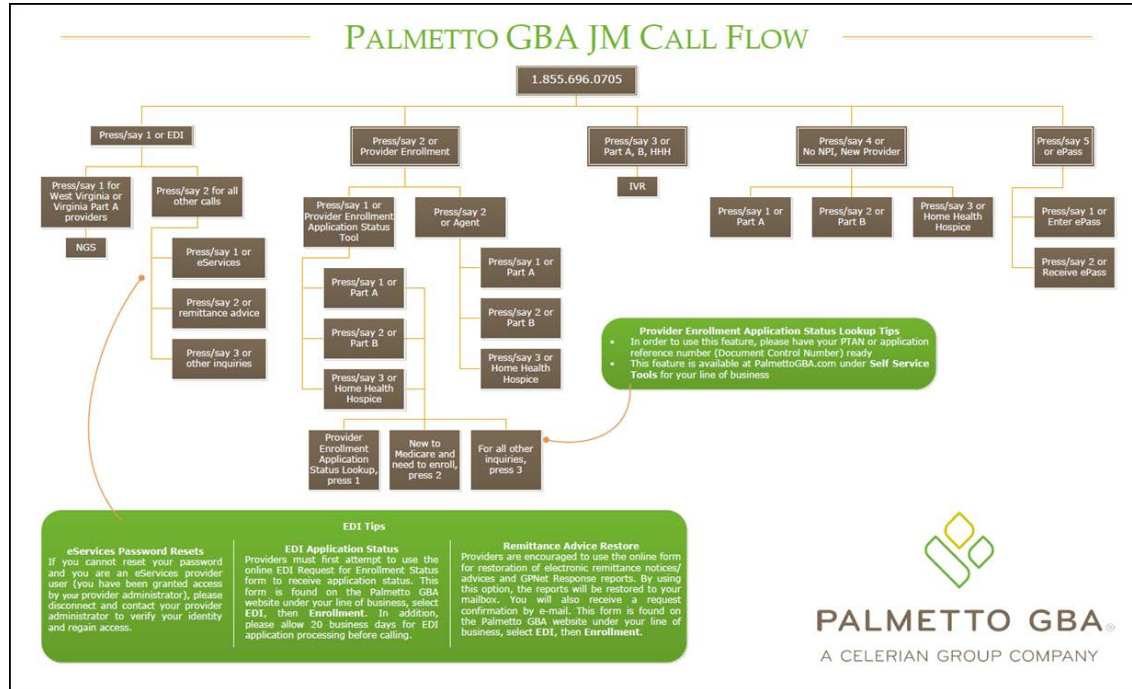 PALMETTO GBA JM CALL FLOW
1.855.696.0705
Press/say 1 or EDI
Press/say 1 for
West Virginia or
Virginia Part A
providers
NGS
Press/say 2 for all
other calls
Press/say 1 or
eServices
Press/say 2 or
remittance advice
Press/say 3 or
other inquiries
Press/say 2 or
Provider Enrollment
Press/say 1 or
Provider Enrollment
Application Status
Tool
Press/say 1 or
Part A
Press/say 2 or
Part B
Press/say 3 or
Home Health
Hospice
Provider
Enrollment
Application
Status Lookup,
press 1
New to
Medicare and
need to enroll,
press 2
For all other
inquiries,
press 3
Press/say 2
or Agent
Press/say 1 or
Part A
Press/say 2 or
Part B
Press/say 3 or
Home Health
Hospice
Press/say 3 or
Part A, B, HHH
IVR
Press/say 4 or
No NPI, New Provider
Press/say 1 or
Part A
Press/say 2 or
Part B
Press/say 3 or
Home Health
Hospice
Press/say 5
or ePass
Press/say 1 or
Enter ePass
Press/say 2 or
Receive ePass
Provider Enrollment Application Status Lookup Tips
• In order to use this feature, please have your PTAN or application
reference number (Document Control Number) ready
• This feature is available at PalmettoGBA.com under Self Service
Tools for your line of business
EDI Tips
eServices Password Resets
If you cannot reset your password
and you are an eServices provider
user (you have been granted access
by your provider administrator), please
disconnect and contact your provider
administrator to verify your identity
and regain access.
EDI Application Status
Providers must first attempt to use the
online EDI Request for Enrollment Status
form to receive application status. This
form is found on the Palmetto GBA
website under your line of business, select
EDI, then Enrollment. In addition,
please allow 20 business days for EDI
application processing before calling.
Remittance Advice Restore
Providers are encouraged to use the online form
for restoration of electronic remittance notices/
advices and GPNet Response reports. By using
this option, the reports will be restored to your
mailbox. You will also receive a request
confirmation by e-mail. This form is found on
the Palmetto GBA website under your line of
business, select EDI, then Enrollment.
PALMETTO GBA®
A CELERIAN GROUP COMPANY